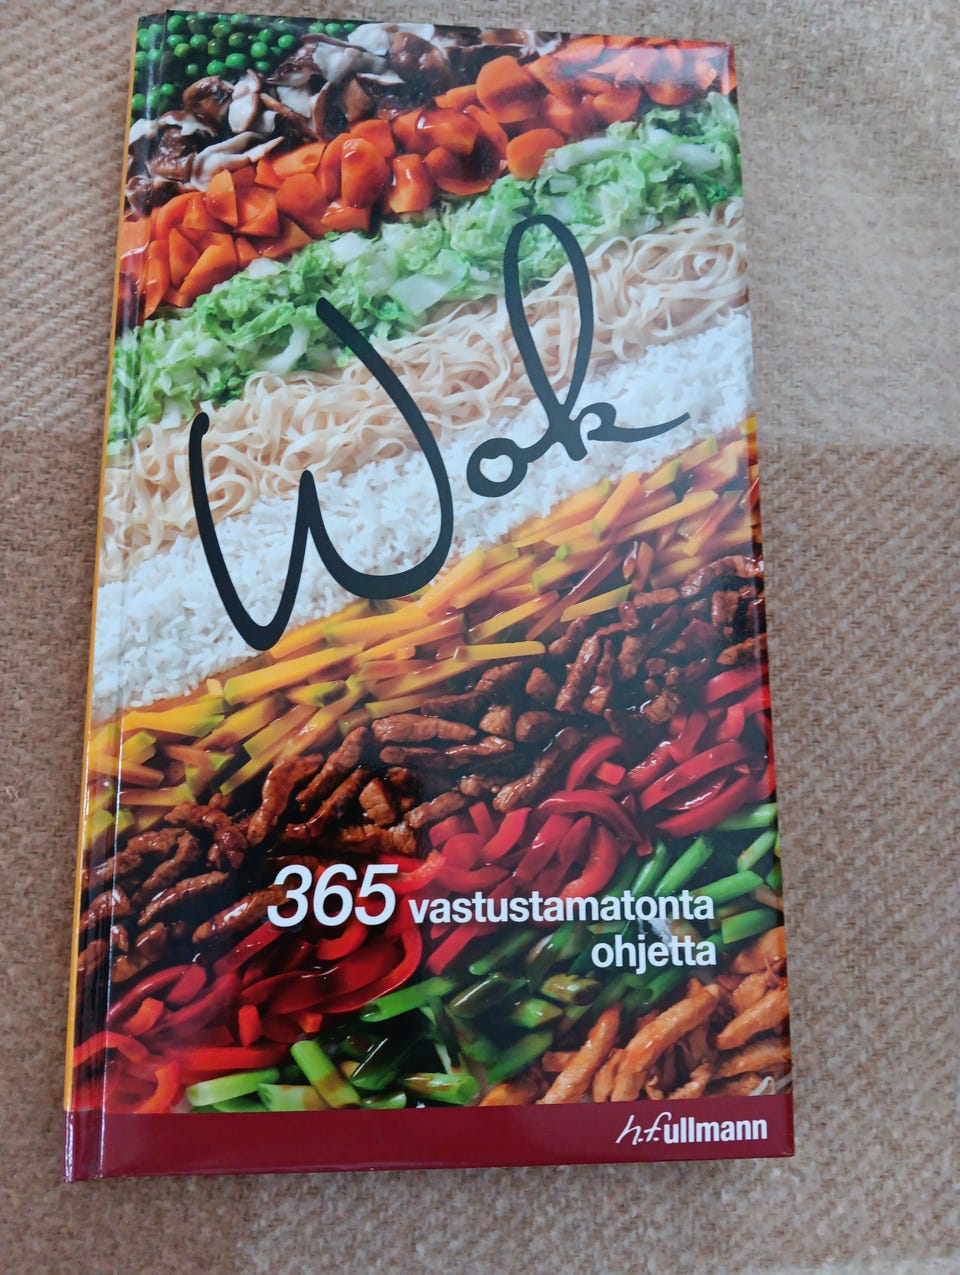 Wok
365 vastustamatonta
ohjetta
h.f.ullmann